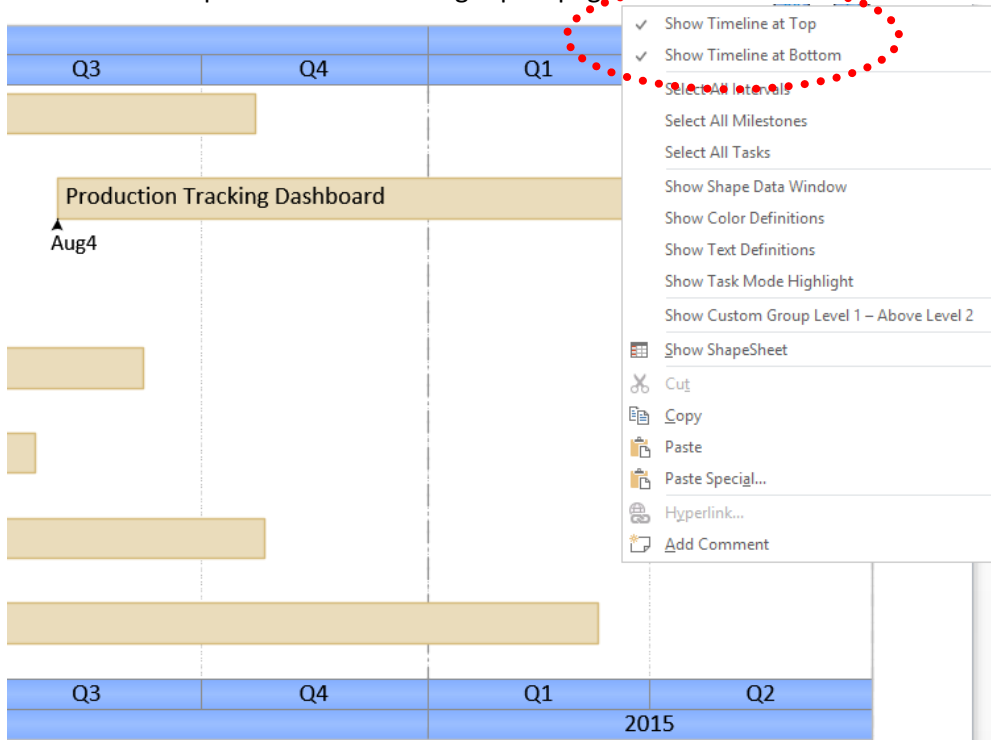 Show Timeline at Top
Show Timeline at Bottom
Select All Intervals
Select All Milestones
Select All Tasks
Show Shape Data Window
Show Color Definitions
Show Text Definitions
Show Task Mode Highlight
Show Custom Group Level 1 – Above Level 2
Show ShapeSheet
Cut
Copy
Paste
Paste Special...
Hyperlink...
Add Comment
Q3 Q4 Q1
Production Tracking Dashboard
Aug4
Q3 Q4 Q1 Q2
2015